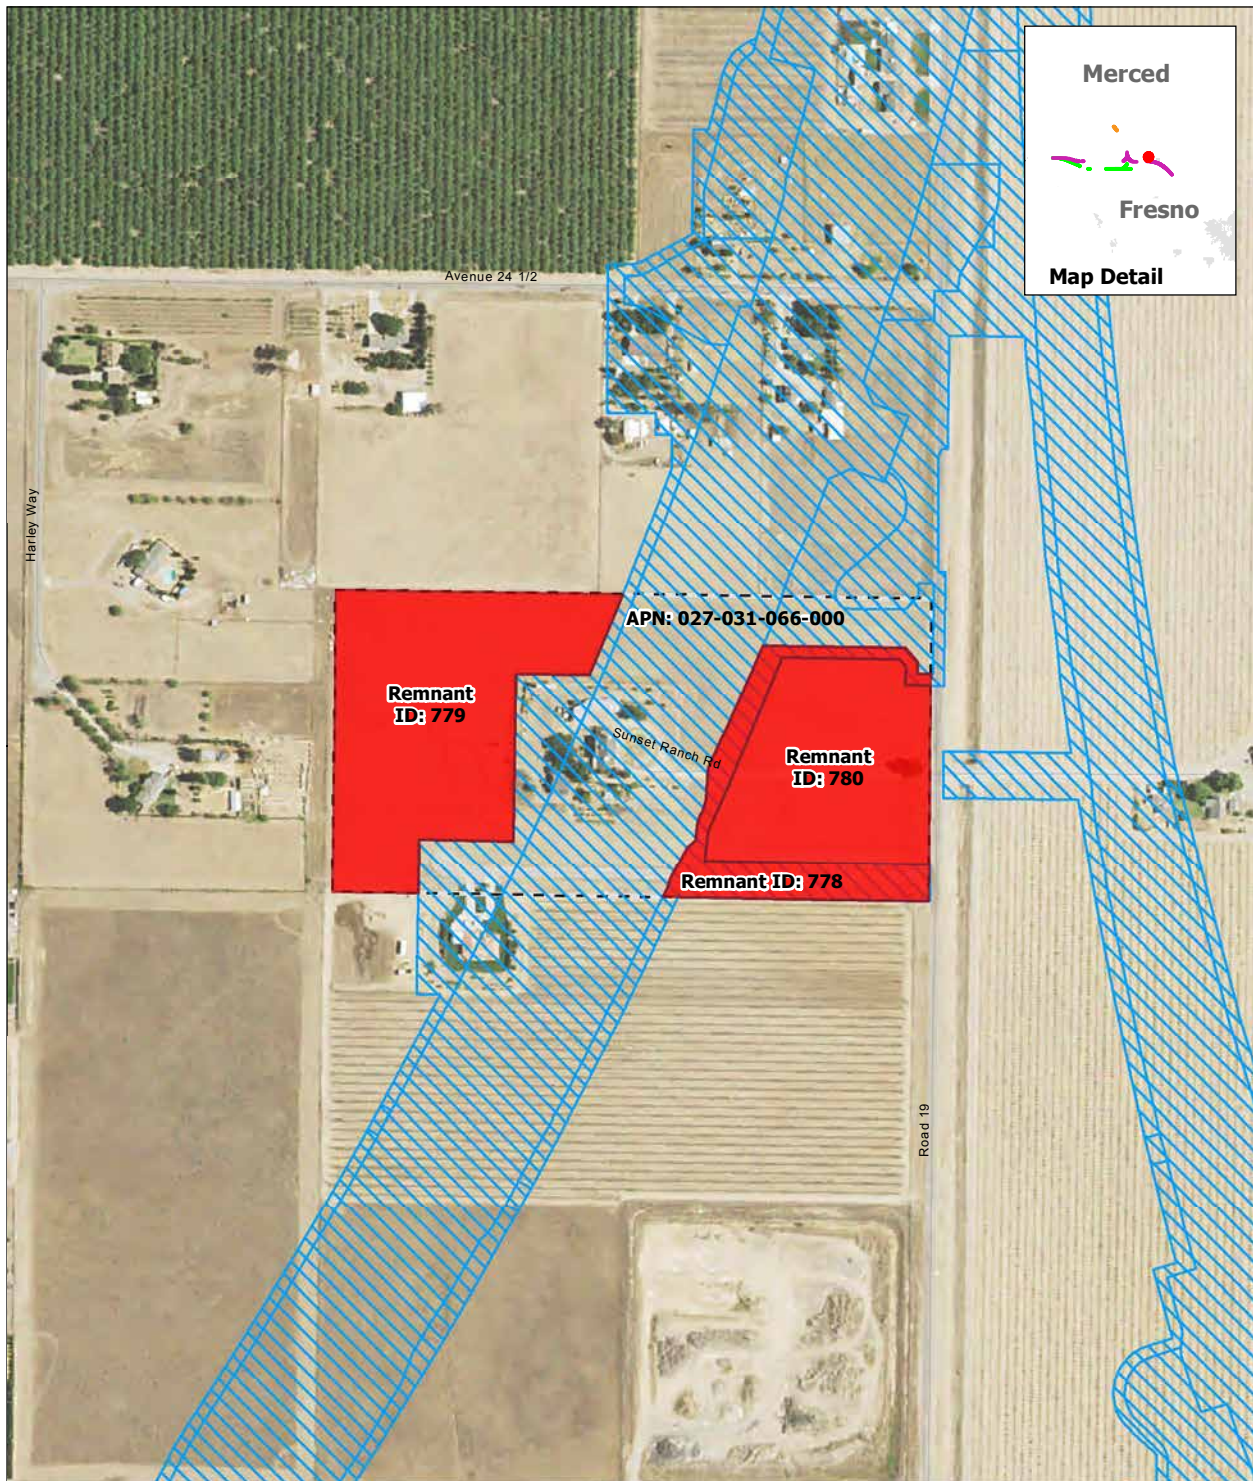 Merced
Fresno
Map Detail
Avenue 24 1/2
Harley Way
APN: 027-031-066-000
Remnant
ID: 779
Sunset Ranch Rd
Remnant
ID: 780
Remnant ID: 778
Road 19